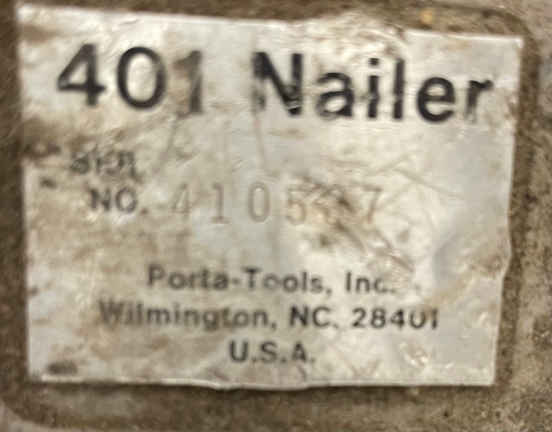 401 Nailer
SER.
NO.
Porta-Tools, Inc.
Wilmington, NC. 28401
U.S.A.